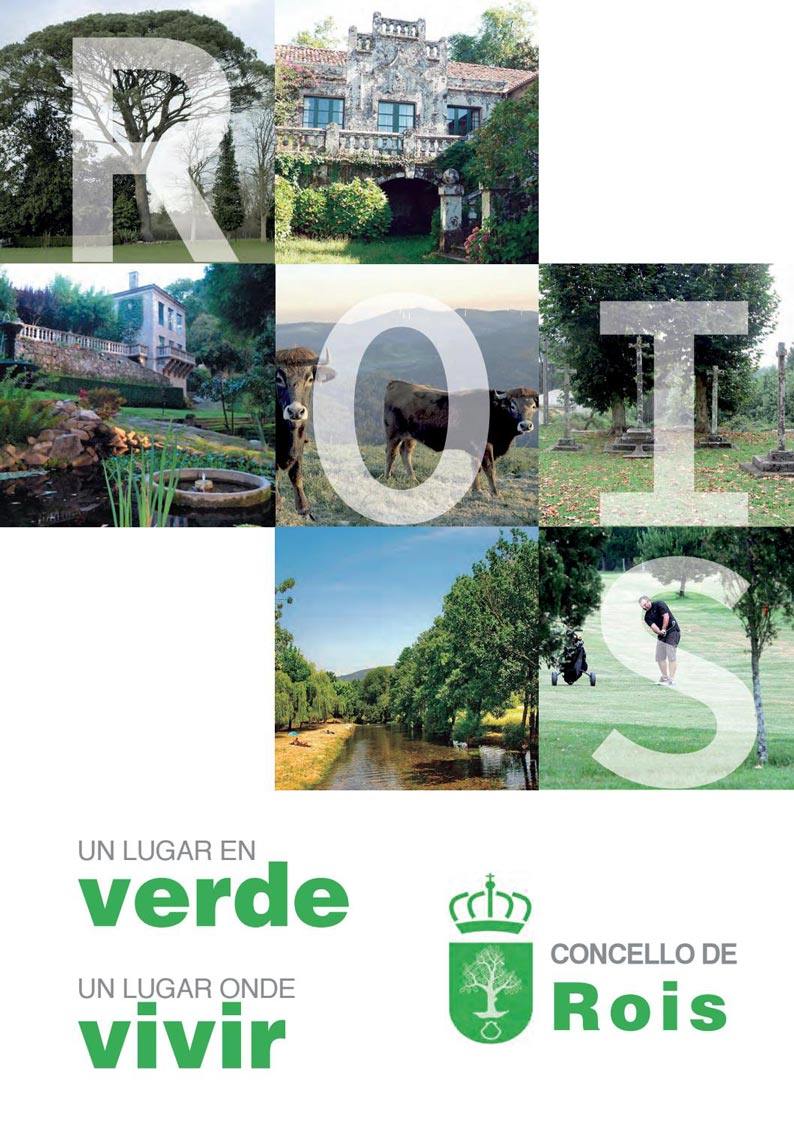 R
O I
S
UN LUGAR EN
verde
UN LUGAR ONDE
vivir
CONCELLO DE
Rois